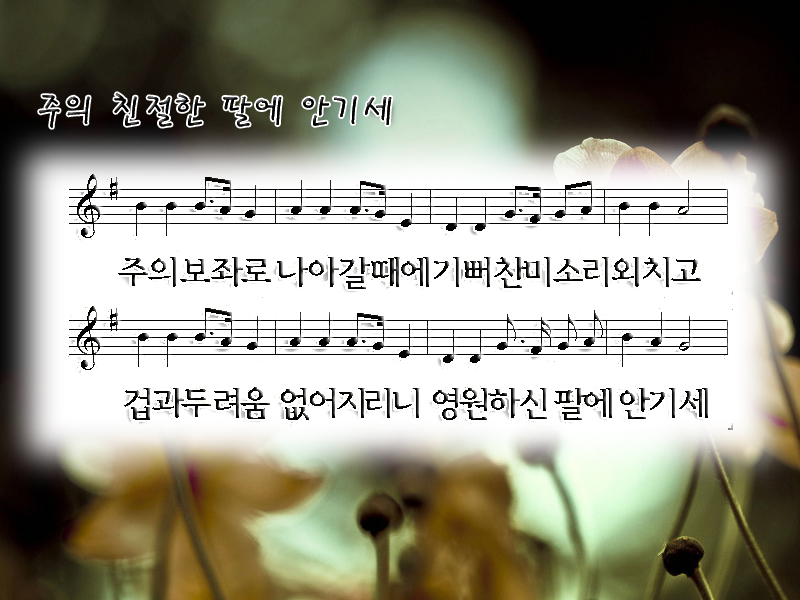 주의 친절한 팔에 안기세
주의보좌로 나아갈때에기뻐찬미소리외치고
겁과두려움 없어지리니 영원하신 팔에 안기세